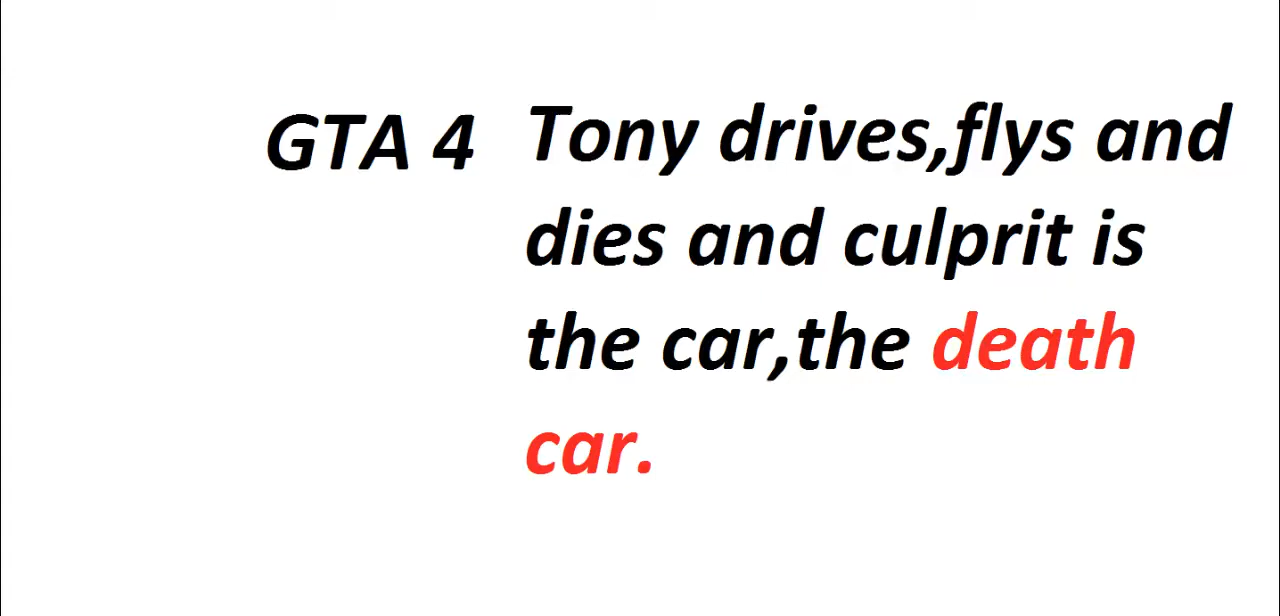 GTA 4 Tony drives,flys and
dies and culprit is
the car,the death
car.